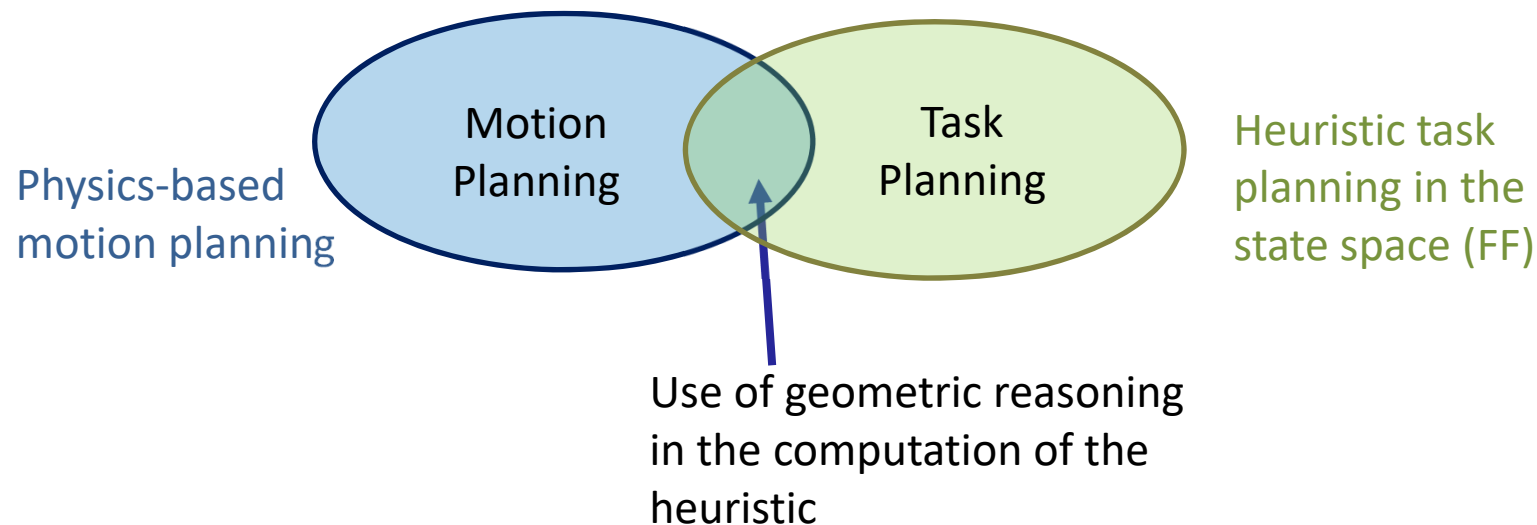 Physics-based
motion planning
Motion
Planning
Task
Planning
Heuristic task
planning in the
state space (FF)
Use of geometric reasoning
in the computation of the
heuristic